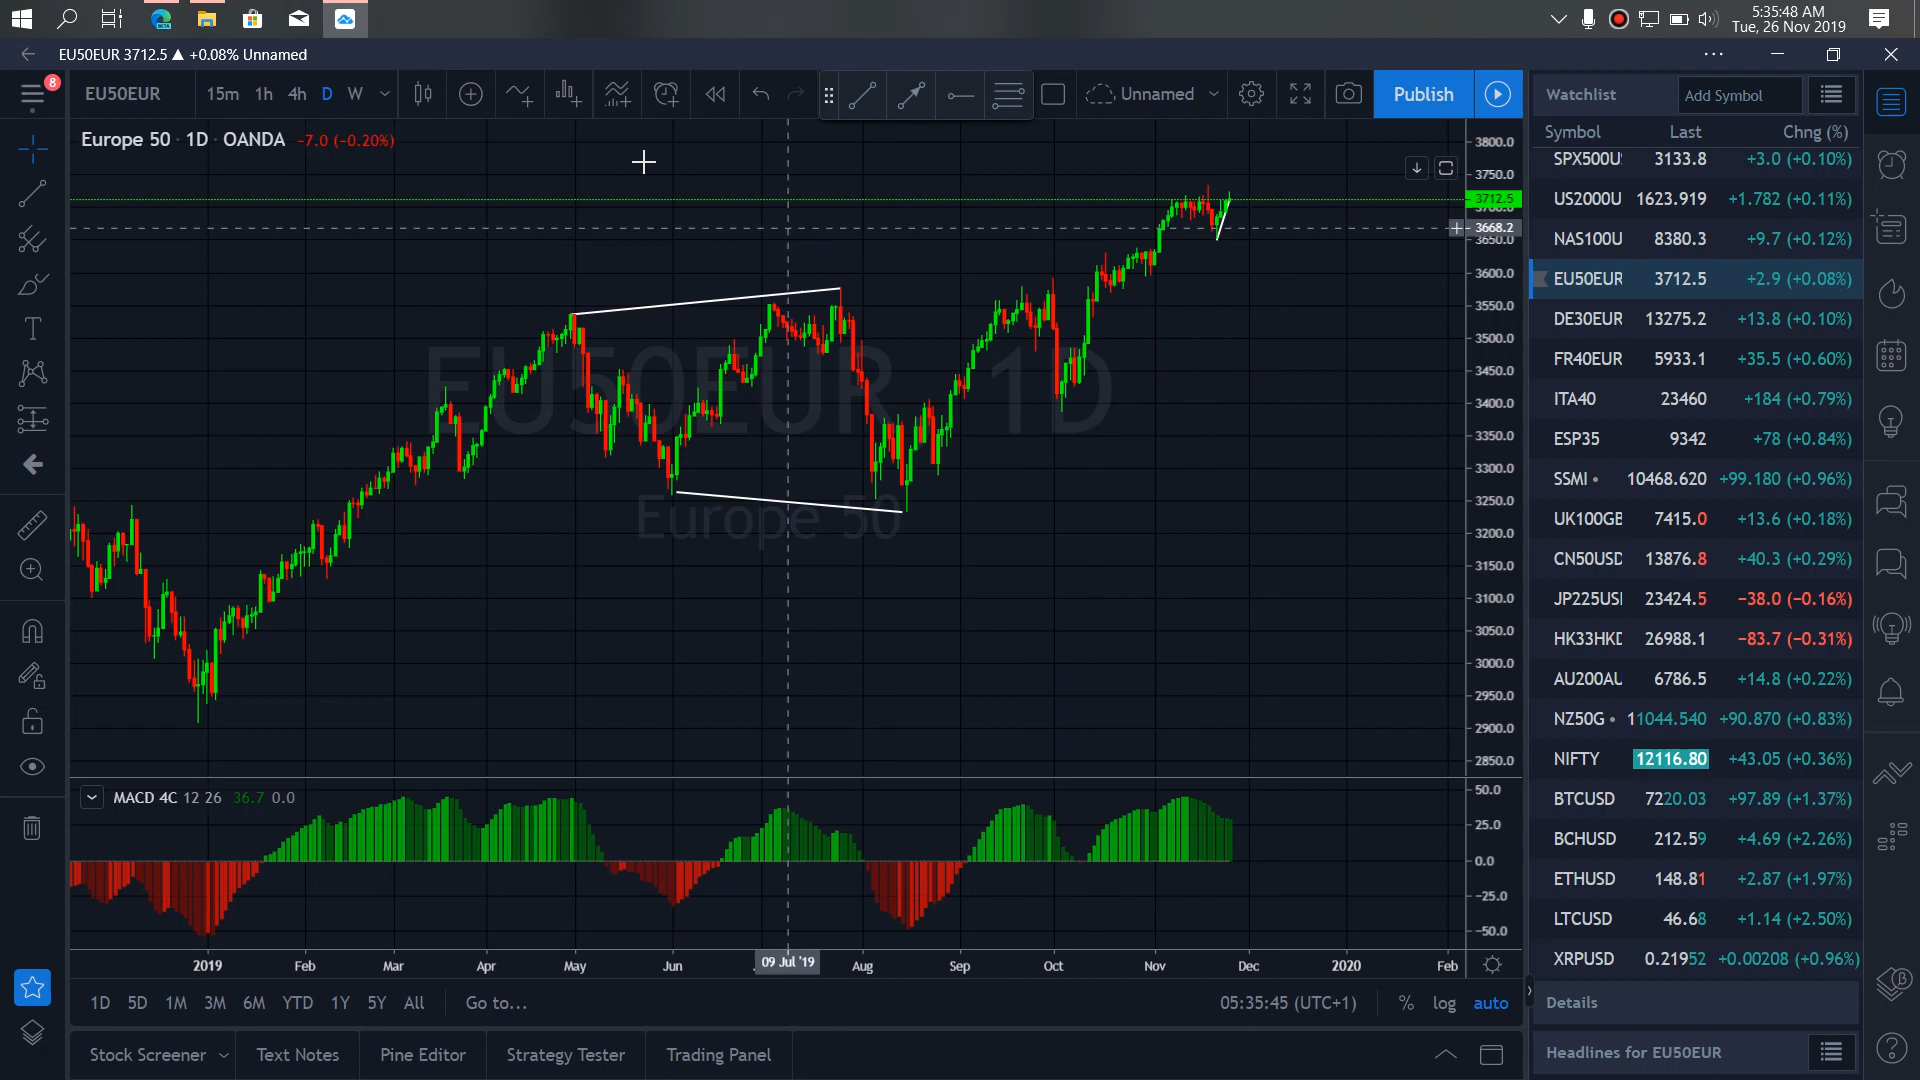 5:35:48 AM
Tue, 26 Nov 2019
EU50EUR 3712.5 ▲ +0.08% Unnamed
8
EU50EUR 15m 1h 4h D W Unnamed Publish
Watchlist Add Symbol
Symbol Last Chng (%)
Europe 50 · 1D · OANDA −7.0 (−0.20%)
EU50EUR 1D
Europe 50
3800.0
3750.0
3712.5
3700.0
3668.2
3650.0
3600.0
3550.0
3500.0
3450.0
3400.0
3350.0
3300.0
3250.0
3200.0
3150.0
3100.0
3050.0
3000.0
2950.0
2900.0
2850.0
MACD 4C 12 26 36.7 0.0
50.0
25.0
0.0
−25.0
−50.0
2019 Feb Mar Apr May Jun 09 Jul '19 Aug Sep Oct Nov Dec 2020 Feb
1D 5D 1M 3M 6M YTD 1Y 5Y All Go to... 05:35:45 (UTC+1) % log auto
Stock Screener Text Notes Pine Editor Strategy Tester Trading Panel
SPX500U 3133.8 +3.0 (+0.10%)
US2000U 1623.919 +1.782 (+0.11%)
NAS100U 8380.3 +9.7 (+0.12%)
EU50EUR 3712.5 +2.9 (+0.08%)
DE30EUR 13275.2 +13.8 (+0.10%)
FR40EUR 5933.1 +35.5 (+0.60%)
ITA40 23460 +184 (+0.79%)
ESP35 9342 +78 (+0.84%)
SSMI • 10468.620 +99.180 (+0.96%)
UK100GB 7415.0 +13.6 (+0.18%)
CN50USD 13876.8 +40.3 (+0.29%)
JP225US 23424.5 −38.0 (−0.16%)
HK33HKD 26988.1 −83.7 (−0.31%)
AU200AU 6786.5 +14.8 (+0.22%)
NZ50G • 11044.540 +90.870 (+0.83%)
NIFTY 12116.80 +43.05 (+0.36%)
BTCUSD 7220.03 +97.89 (+1.37%)
BCHUSD 212.59 +4.69 (+2.26%)
ETHUSD 148.81 +2.87 (+1.97%)
LTCUSD 46.68 +1.14 (+2.50%)
XRPUSD 0.21952 +0.00208 (+0.96%)
Details
Headlines for EU50EUR